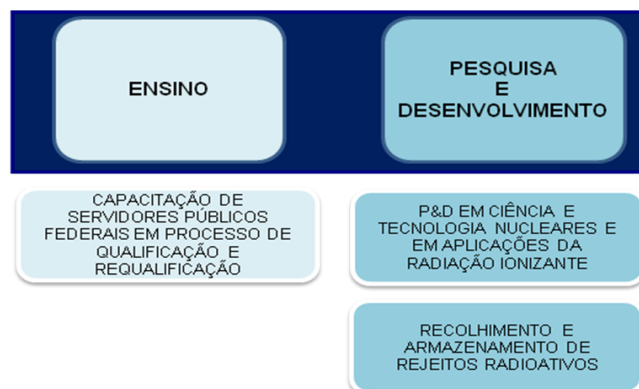 ENSINO
PESQUISA
E
DESENVOLVIMENTO
CAPACITAÇÃO DE
SERVIDORES PÚBLICOS
FEDERAIS EM PROCESSO DE
QUALIFICAÇÃO E
REQUALIFICAÇÃO
P&D EM CIÊNCIA E
TECNOLOGIA NUCLEARES E
EM APLICAÇÕES DA
RADIAÇÃO IONIZANTE
RECOLHIMENTO E
ARMAZENAMENTO DE
REJEITOS RADIOATIVOS